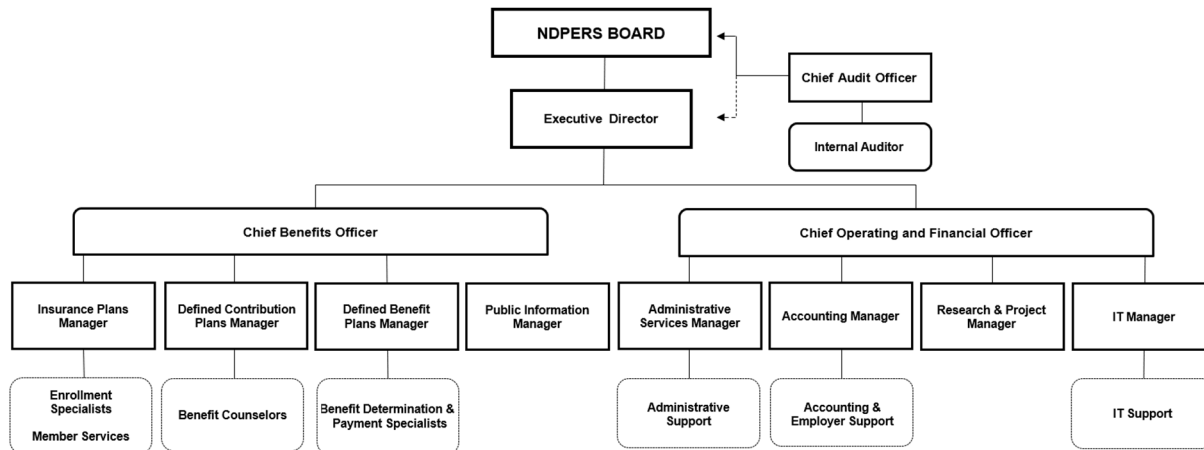 NDPERS BOARD
Chief Audit Officer
Executive Director
Internal Auditor
Chief Benefits Officer
Chief Operating and Financial Officer
Insurance Plans
Manager
Defined Contribution
Plans Manager
Defined Benefit
Plans Manager
Public Information
Manager
Administrative
Services Manager
Accounting Manager
Research & Project
Manager
IT Manager
Enrollment
Specialists
Member Services
Benefit Counselors
Benefit Determination &
Payment Specialists
Administrative
Support
Accounting &
Employer Support
IT Support